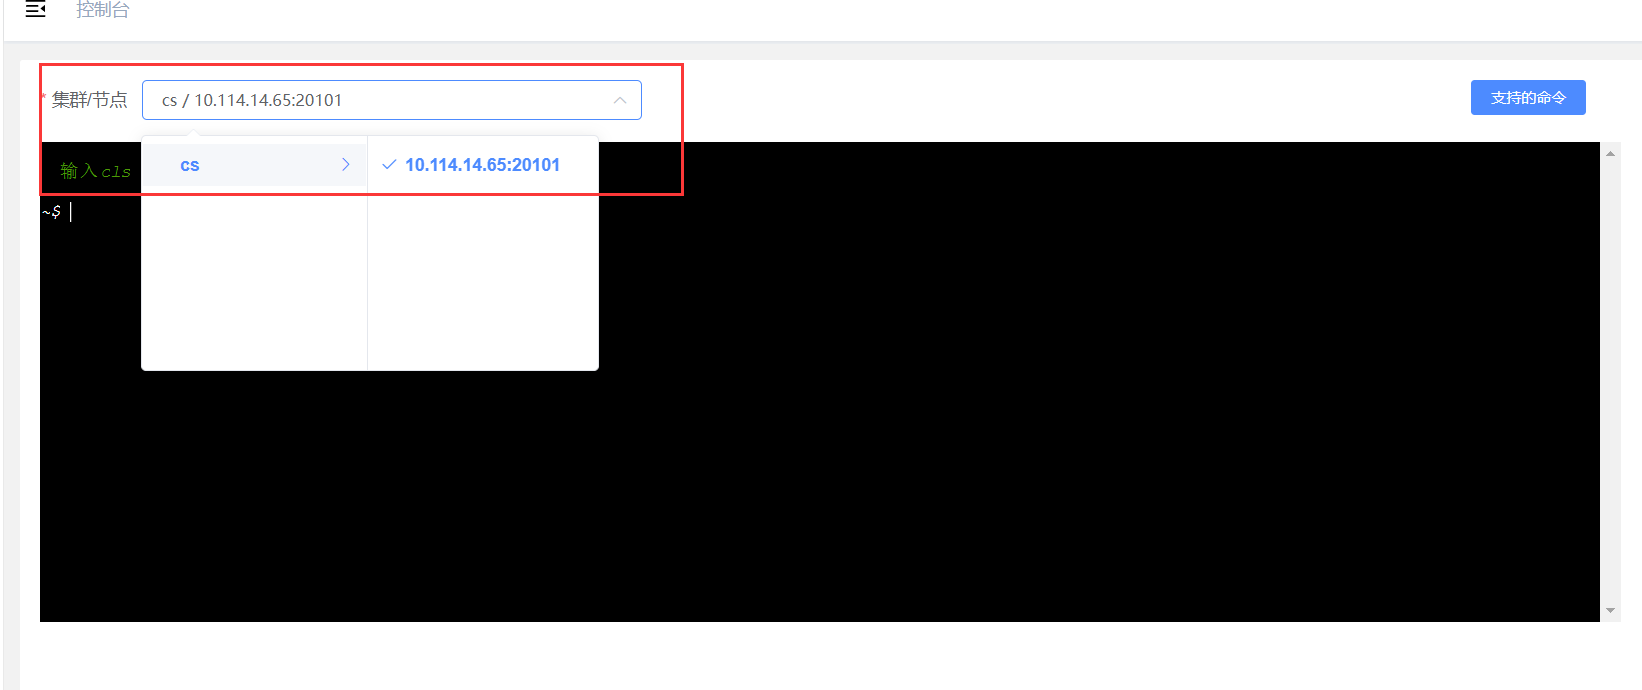 控制台
* 集群/节点 cs / 10.114.14.65:20101 支持的命令
cs 10.114.14.65:20101
输入cls
~$